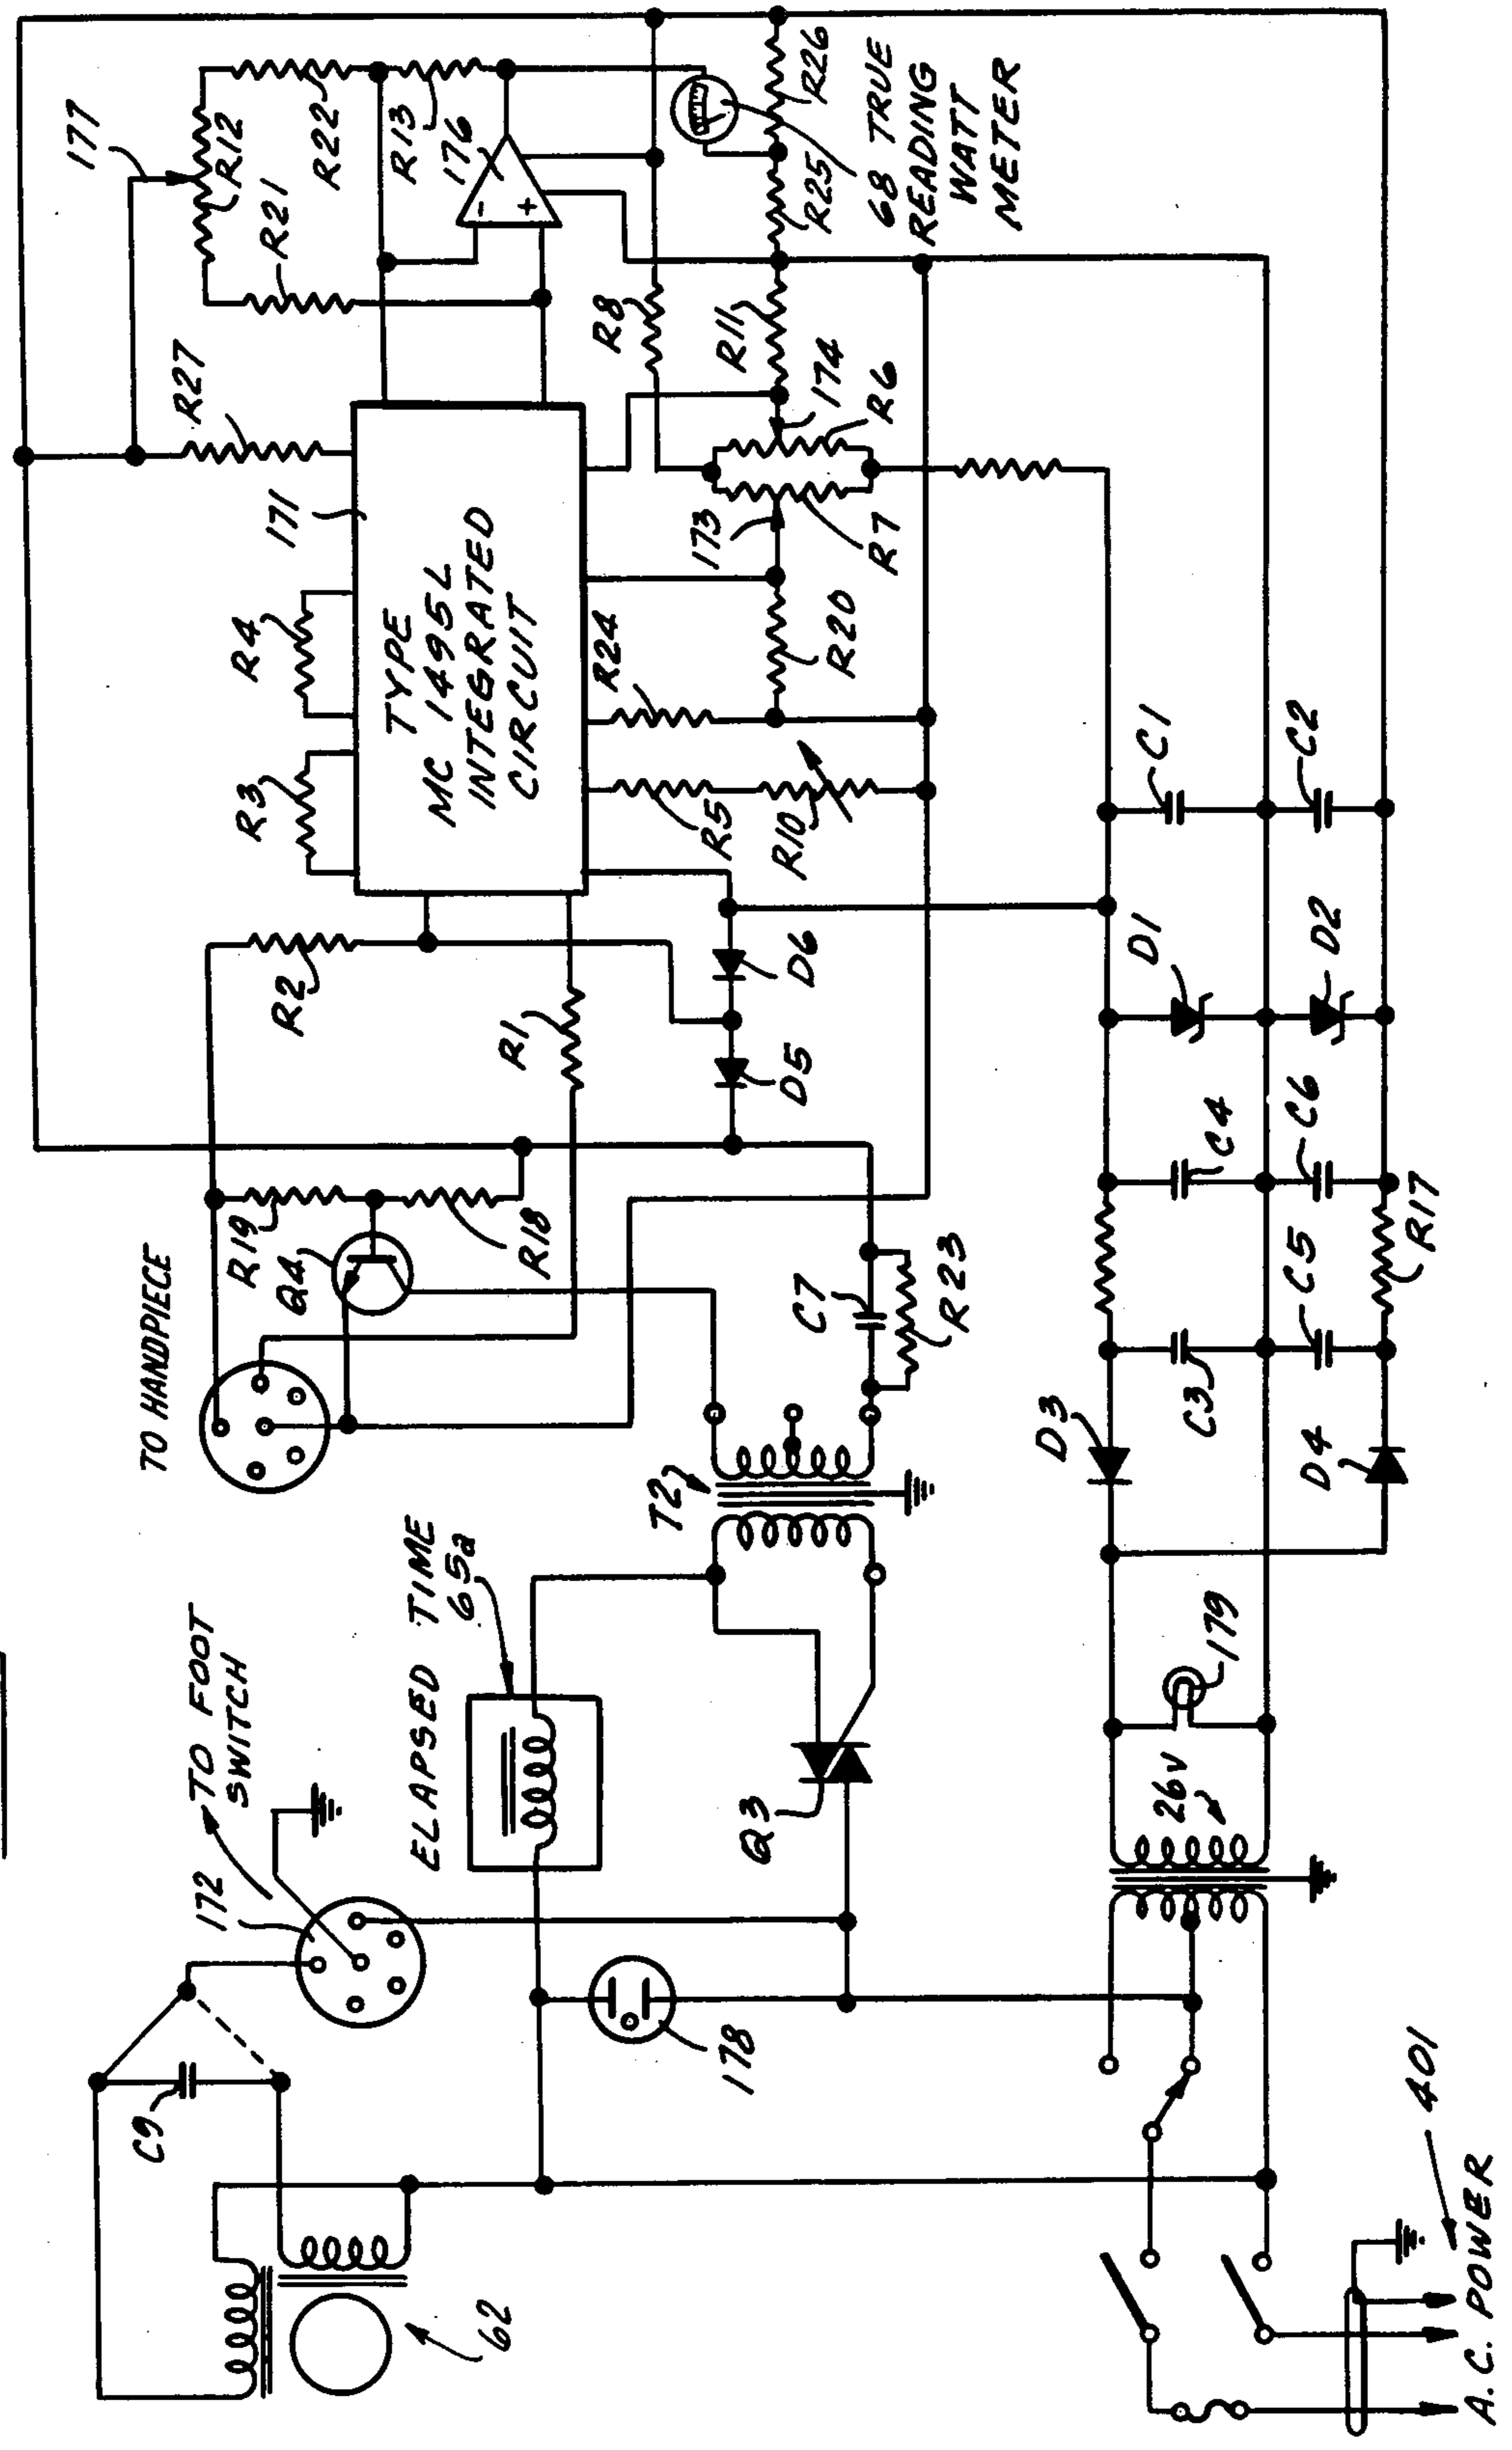 TO HANDPIECE
TO FOOT
SWITCH
172
C9
62
ELAPSED TIME
65a
178
Q3
T2
Q4
R19
R18
R1
R2
R3
R4
171
TYPE
MC 1495L
INTEGRATED
CIRCUIT
R27
177
R12
R21
R22
R13
176
68 TRUE
READING
WATT
METER
R25
R26
R8
R11
174
R6
173
R7
R20
R24
R5
R10
D6
D5
C7
R23
D3
D4
C3
C5
C4
C6
R17
D1
D2
C1
C2
26V
179
401
A.C. POWER
-
+